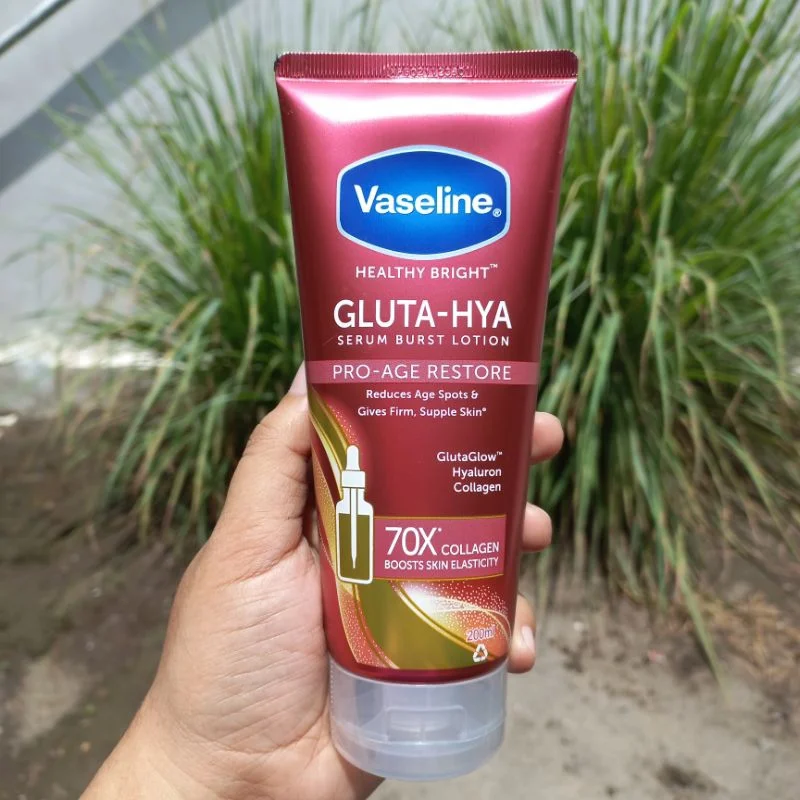 Vaseline®
HEALTHY BRIGHT™
GLUTA-HYA
SERUM BURST LOTION
PRO-AGE RESTORE
Reduces Age Spots &
Gives Firm, Supple Skin*
GlutaGlow™
Hyaluron
Collagen
70X* COLLAGEN
BOOSTS SKIN ELASTICITY
200ml